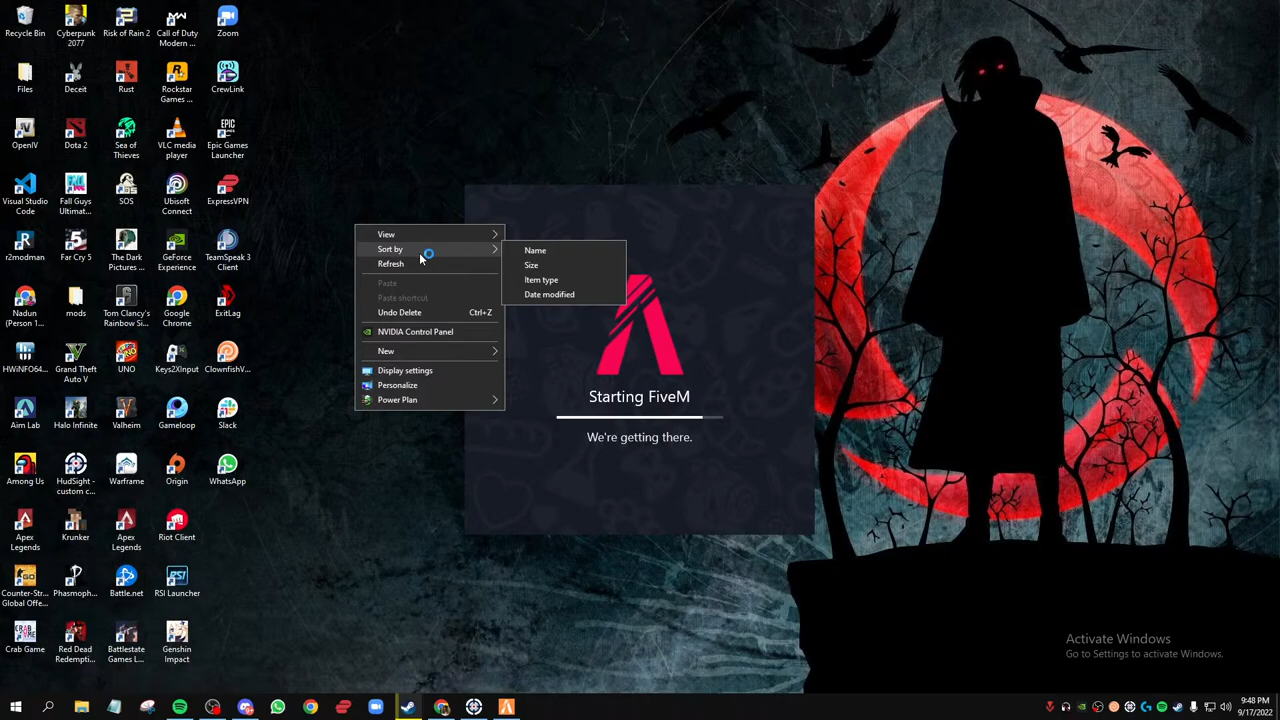 Recycle Bin
Cyberpunk
2077
Risk of Rain 2
Call of Duty
Modern ...
Zoom
Files
Deceit
Rust
Rockstar
Games ...
CrewLink
OpenIV
Dota 2
Sea of
Thieves
VLC media
player
EPIC
GAMES
Epic Games
Launcher
Visual Studio
Code
Fall Guys
Ultimat...
SOS
Ubisoft
Connect
ExpressVPN
r2modman
Far Cry 5
The Dark
Pictures ...
GeForce
Experience
TeamSpeak 3
Client
Nadun
(Person 1...
mods
Tom Clancy's
Rainbow Si...
Google
Chrome
ExitLag
HWiNFO64...
Grand Theft
Auto V
UNO
Keys2XInput
ClownfishV...
Aim Lab
Halo Infinite
Valheim
Gameloop
Slack
Among Us
HudSight -
custom c...
Warframe
Origin
WhatsApp
Apex
Legends
Krunker
Apex
Legends
Riot Client
Counter-Str...
Global Offe...
Phasmoph...
Battle.net
RSI
RSI Launcher
Crab Game
Red Dead
Redempti...
Battlestate
Games L...
Genshin
Impact
View
Sort by
Refresh
Paste
Paste shortcut
Undo Delete Ctrl+Z
NVIDIA Control Panel
New
Display settings
Personalize
Power Plan
Name
Size
Item type
Date modified
Starting FiveM
We're getting there.
Activate Windows
Go to Settings to activate Windows.
9:48 PM
9/17/2022